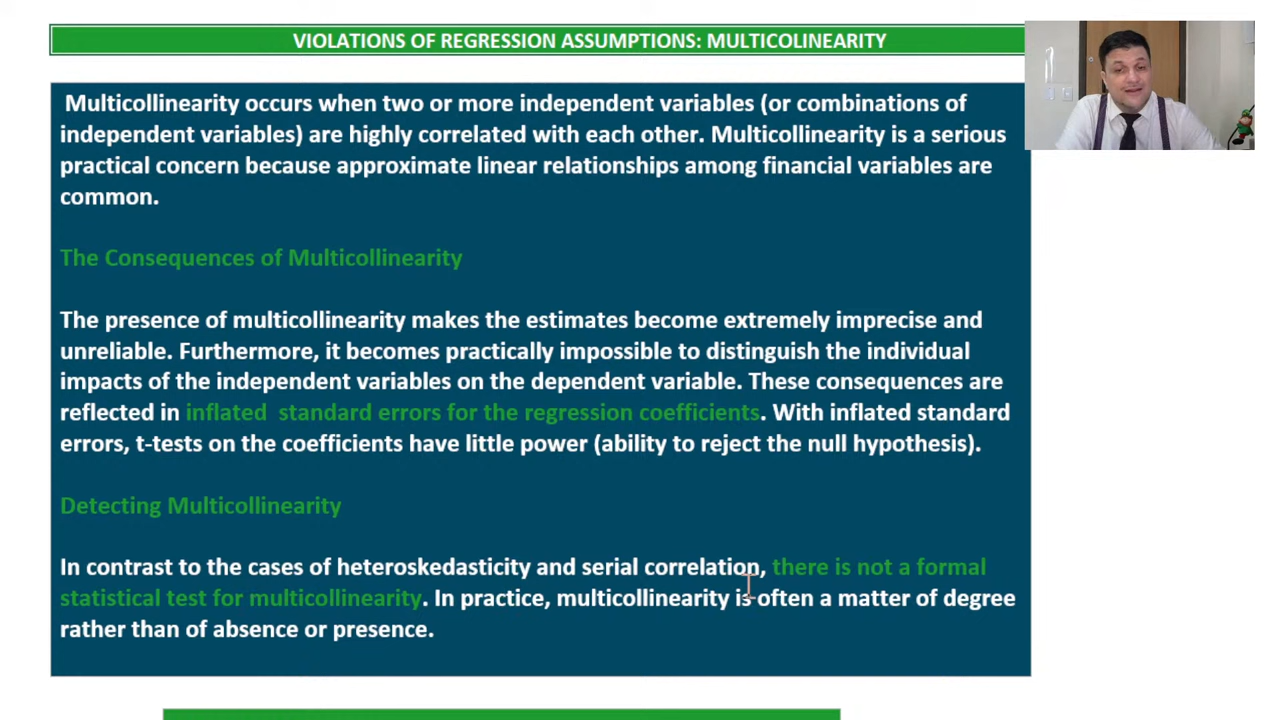 VIOLATIONS OF REGRESSION ASSUMPTIONS: MULTICOLINEARITY
Multicollinearity occurs when two or more independent variables (or combinations of
independent variables) are highly correlated with each other. Multicollinearity is a serious
practical concern because approximate linear relationships among financial variables are
common.
The Consequences of Multicollinearity
The presence of multicollinearity makes the estimates become extremely imprecise and
unreliable. Furthermore, it becomes practically impossible to distinguish the individual
impacts of the independent variables on the dependent variable. These consequences are
reflected in inflated standard errors for the regression coefficients. With inflated standard
errors, t-tests on the coefficients have little power (ability to reject the null hypothesis).
Detecting Multicollinearity
In contrast to the cases of heteroskedasticity and serial correlation, there is not a formal
statistical test for multicollinearity. In practice, multicollinearity is often a matter of degree
rather than of absence or presence.